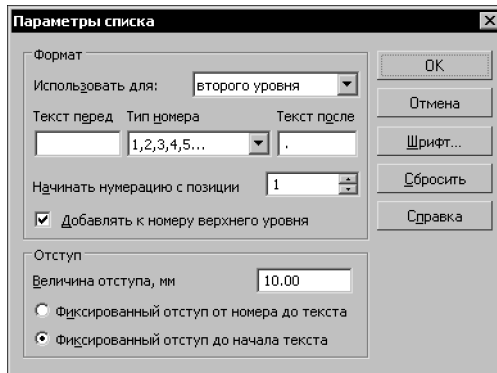 Параметры списка
Формат
Использовать для: второго уровня
Текст перед Тип номера Текст после
1,2,3,4,5... .
Начинать нумерацию с позиции 1
Добавлять к номеру верхнего уровня
Отступ
Величина отступа, мм 10.00
Фиксированный отступ от номера до текста
Фиксированный отступ до начала текста
OK
Отмена
Шрифт...
Сбросить
Справка